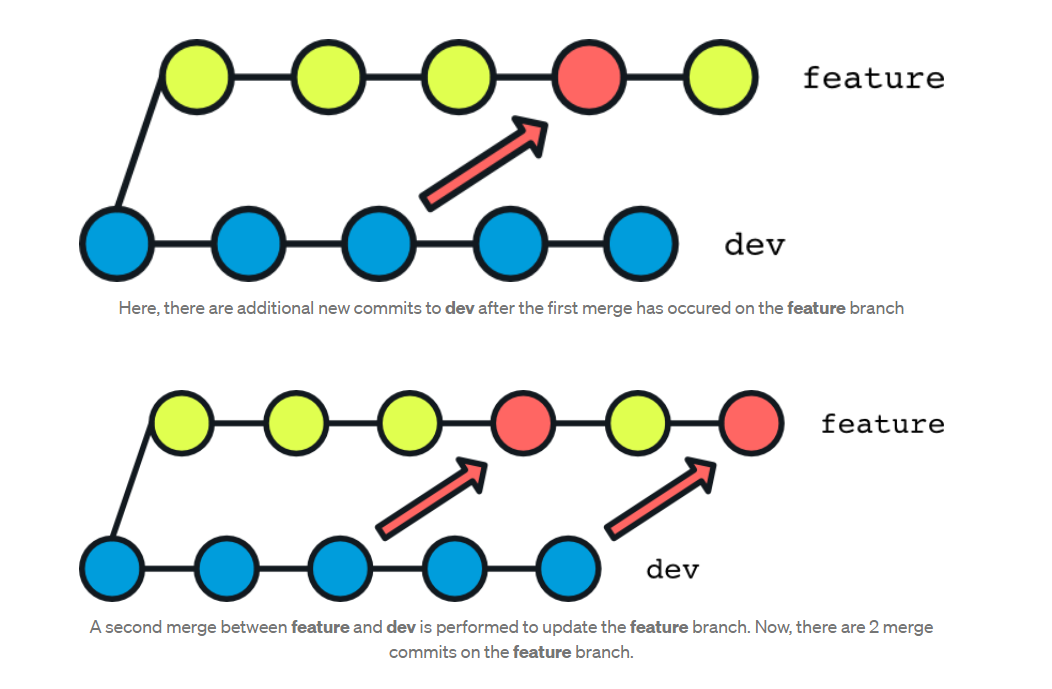 feature
dev
Here, there are additional new commits to dev after the first merge has occured on the feature branch
feature
dev
A second merge between feature and dev is performed to update the feature branch. Now, there are 2 merge
commits on the feature branch.